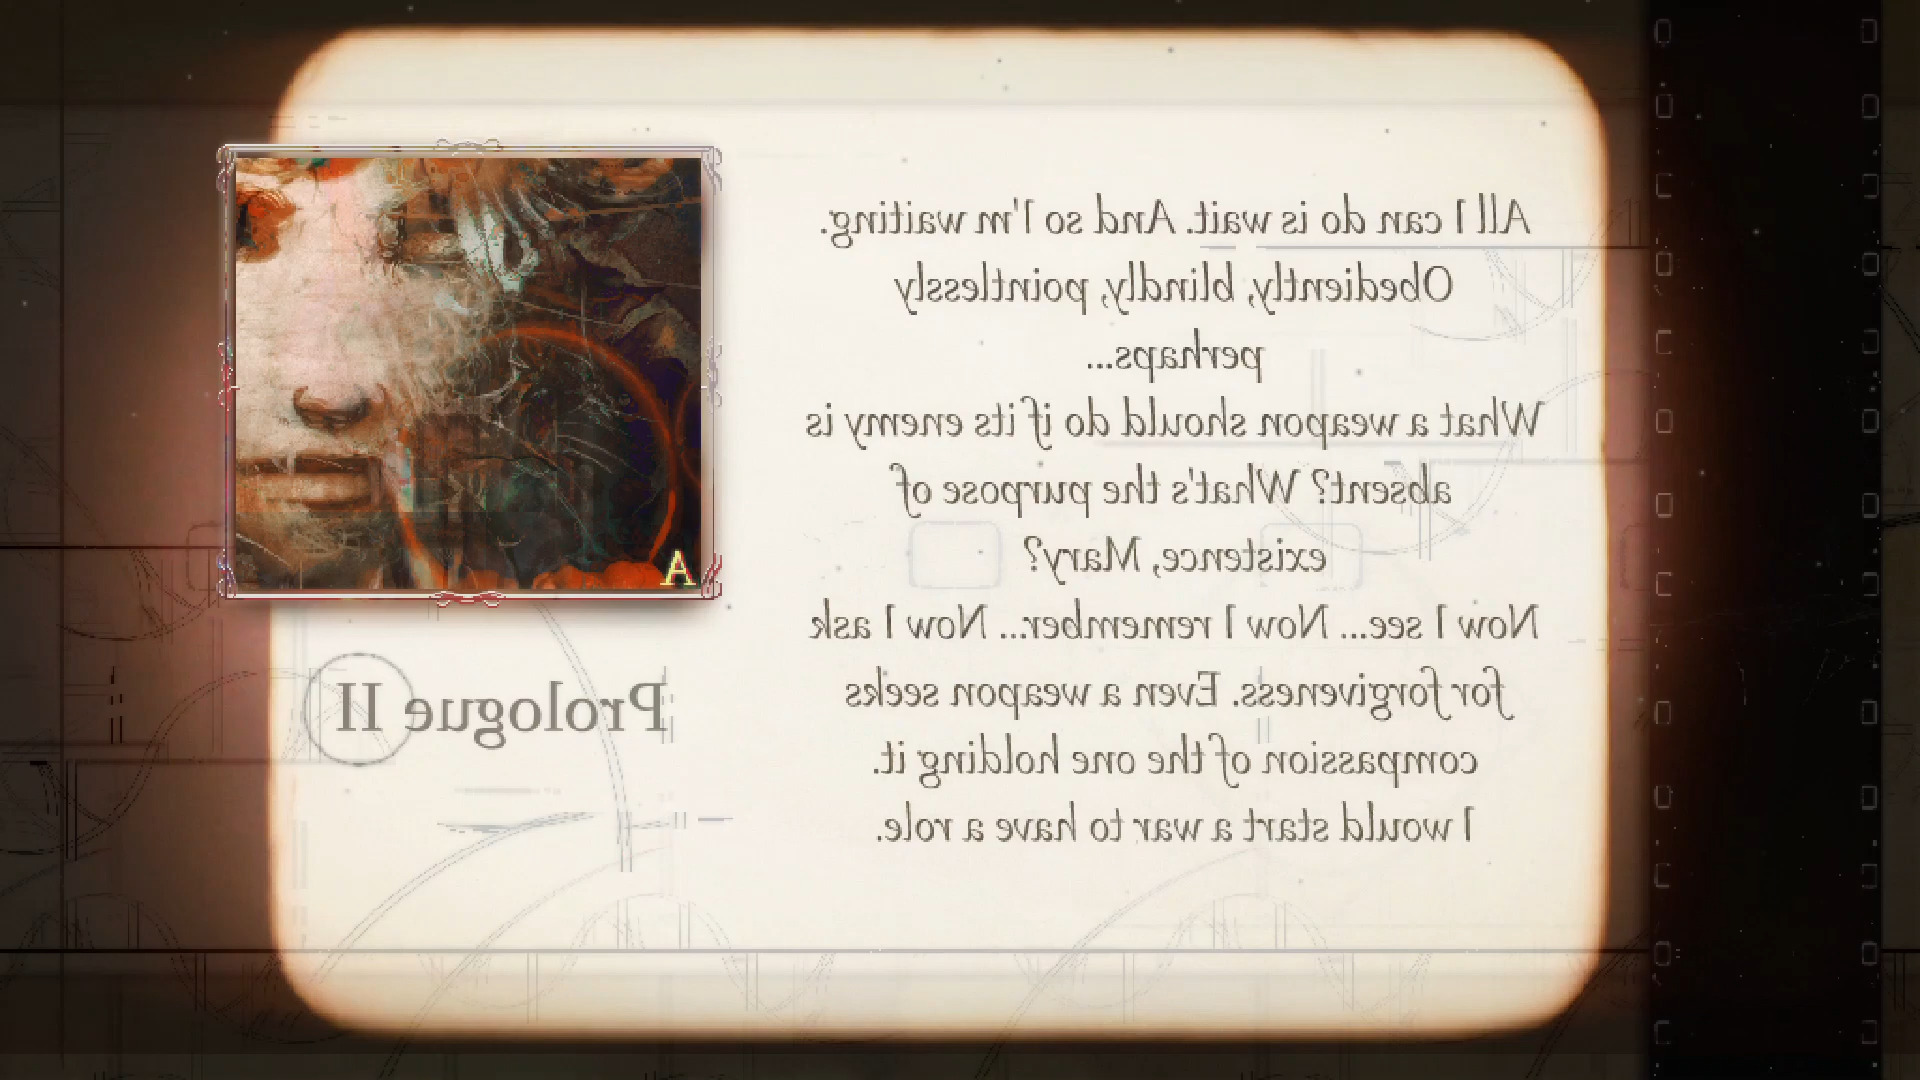 All I can do is wait. And so I'm waiting.
Obediently, blindly, pointlessly
perhaps...
What a weapon should do if its enemy is
absent? What's the purpose of
existence, Mary?
Now I see... Now I remember... Now I ask
for forgiveness. Even a weapon seeks
compassion of the one holding it.
I would start a war to have a role.
A
Prologue II